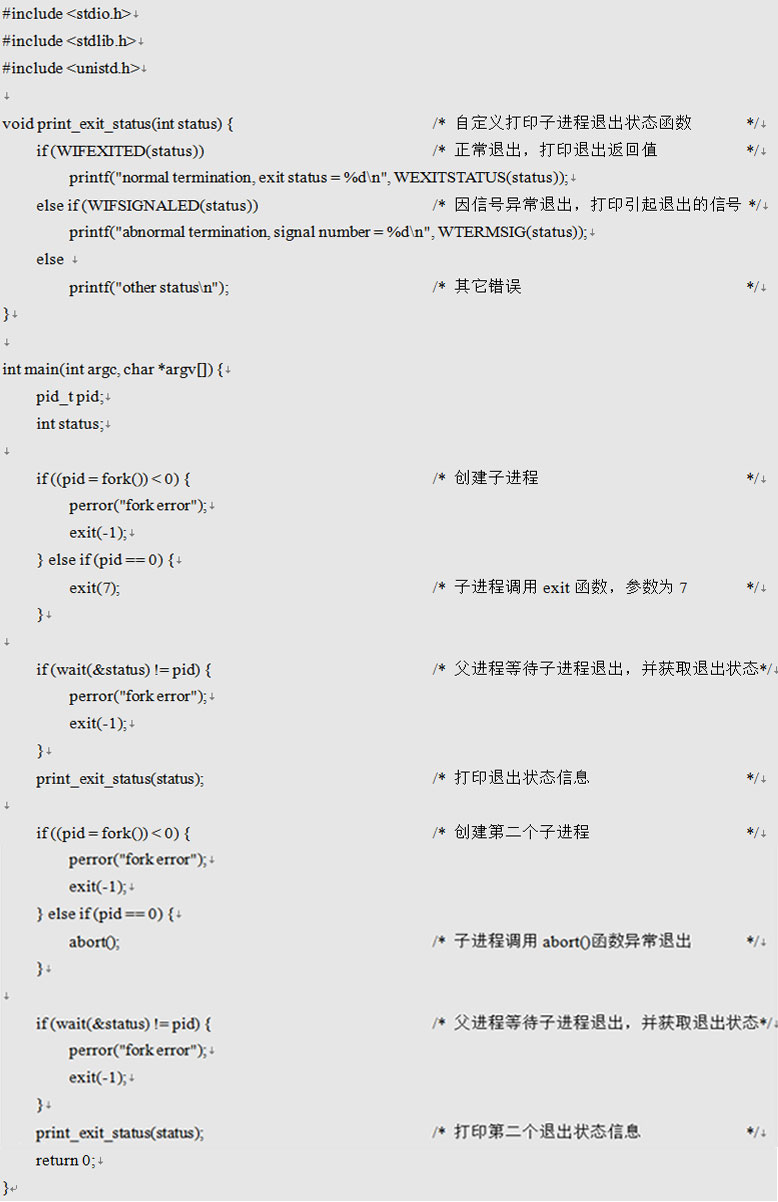 #include <stdio.h>↓
#include <stdlib.h>↓
#include <unistd.h>↓
↓
void print_exit_status(int status) { /* 自定义打印子进程退出状态函数 */↓
if (WIFEXITED(status)) /* 正常退出，打印退出返回值 */↓
printf("normal termination, exit status = %d\n", WEXITSTATUS(status));↓
else if (WIFSIGNALED(status)) /* 因信号异常退出，打印引起退出的信号 */↓
printf("abnormal termination, signal number = %d\n", WTERMSIG(status));↓
else ↓
printf("other status\n"); /* 其它错误 */↓
}↓
↓
int main(int argc, char *argv[]) {↓
pid_t pid;↓
int status;↓
↓
if ((pid = fork()) < 0) { /* 创建子进程 */↓
perror("fork error");↓
exit(-1);↓
} else if (pid == 0) {↓
exit(7); /* 子进程调用 exit 函数，参数为 7 */↓
}↓
↓
if (wait(&status) != pid) { /* 父进程等待子进程退出，并获取退出状态*/↓
perror("fork error");↓
exit(-1);↓
}↓
print_exit_status(status); /* 打印退出状态信息 */↓
↓
if ((pid = fork()) < 0) { /* 创建第二个子进程 */↓
perror("fork error");↓
exit(-1);↓
} else if (pid == 0) {↓
abort(); /* 子进程调用 abort()函数异常退出 */↓
}↓
↓
if (wait(&status) != pid) { /* 父进程等待子进程退出，并获取退出状态*/↓
perror("fork error");↓
exit(-1);↓
}↓
print_exit_status(status); /* 打印第二个退出状态信息 */↓
return 0;↓
}↵